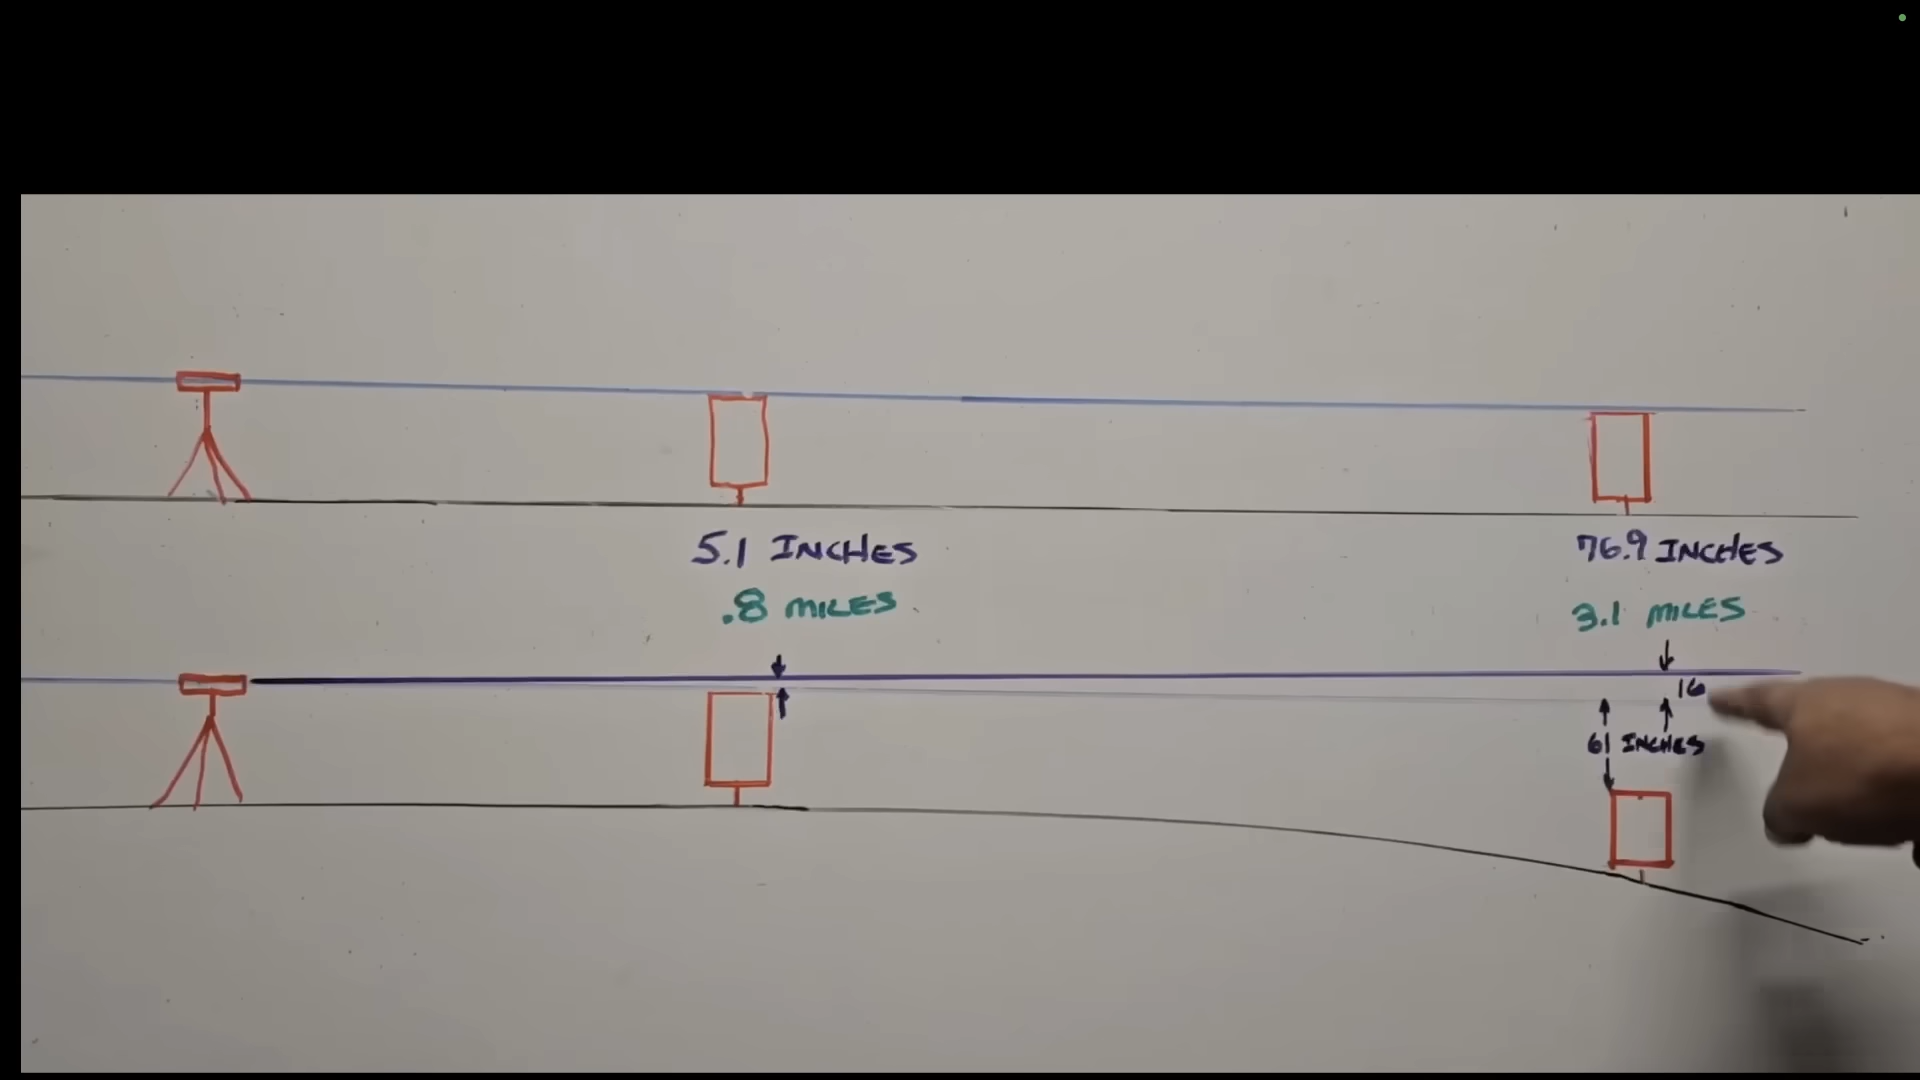 5.1 INCHES
76.9 INCHES
.8 MILES
3.1 MILES
16
61 INCHES